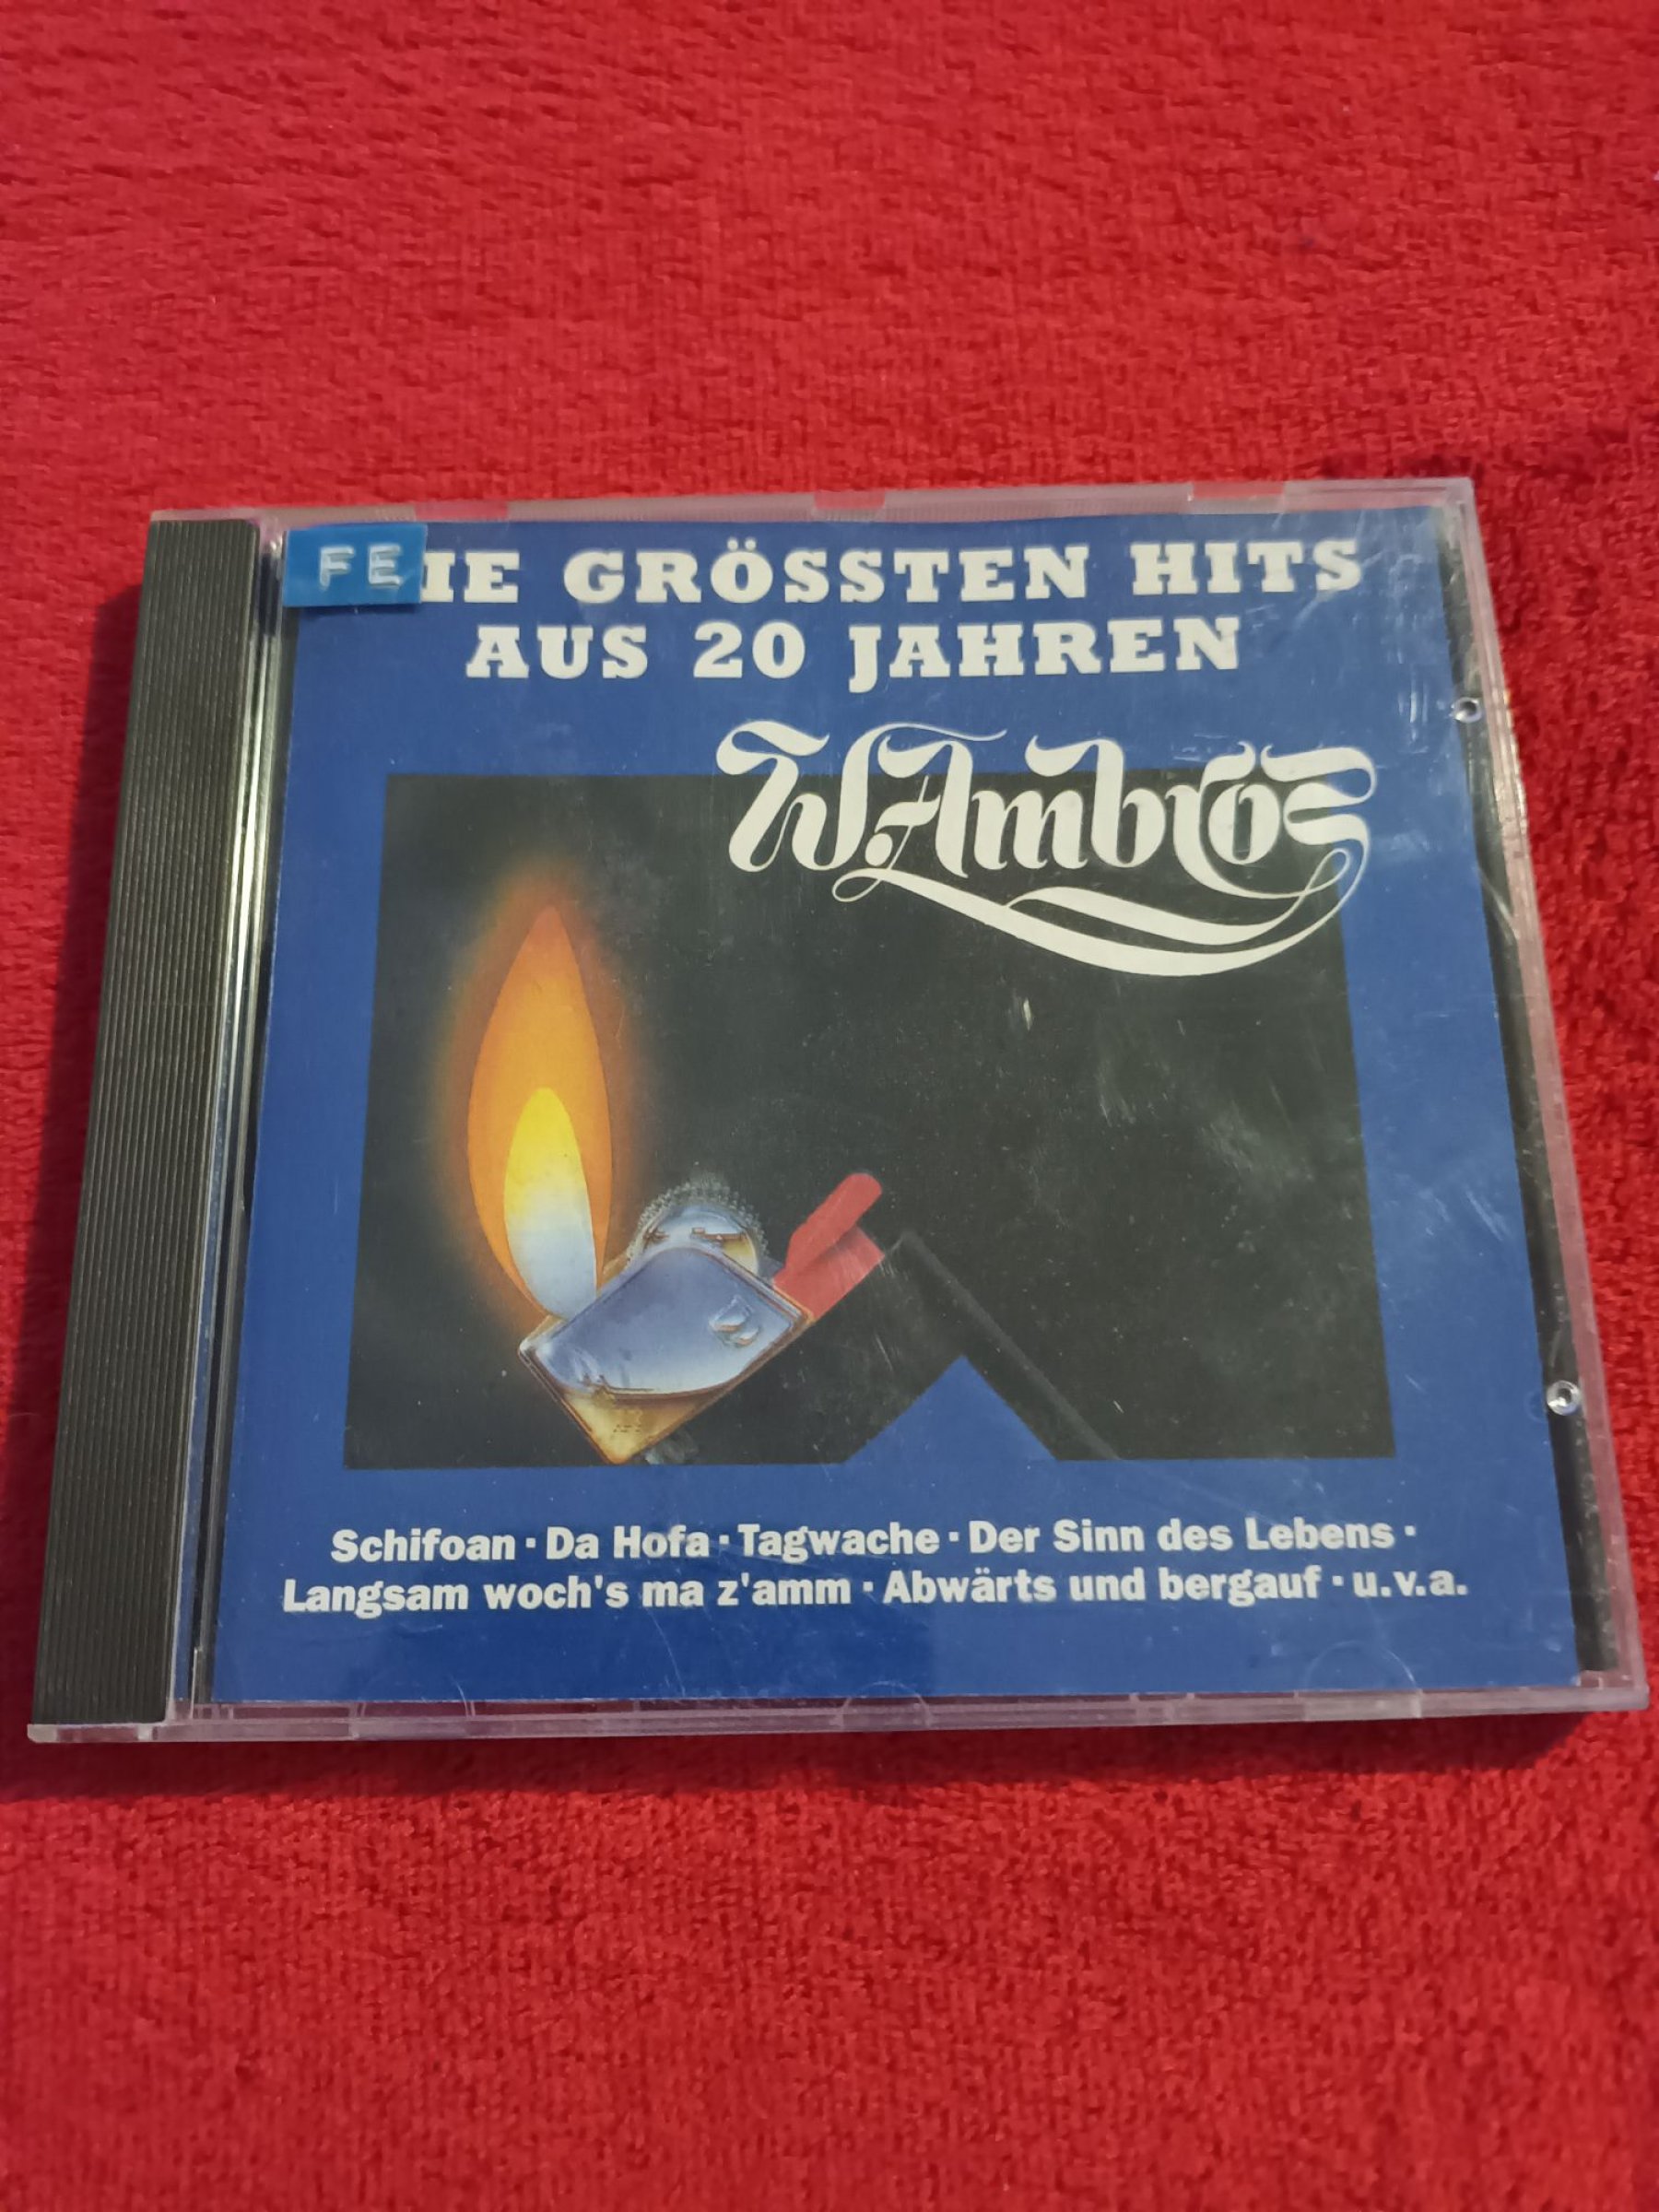 FE
IE GRÖSSTEN HITS
AUS 20 JAHREN
W. Ambros
Schifoan · Da Hofa · Tagwache · Der Sinn des Lebens ·
Langsam woch's ma z'amm · Abwärts und bergauf · u.v.a.